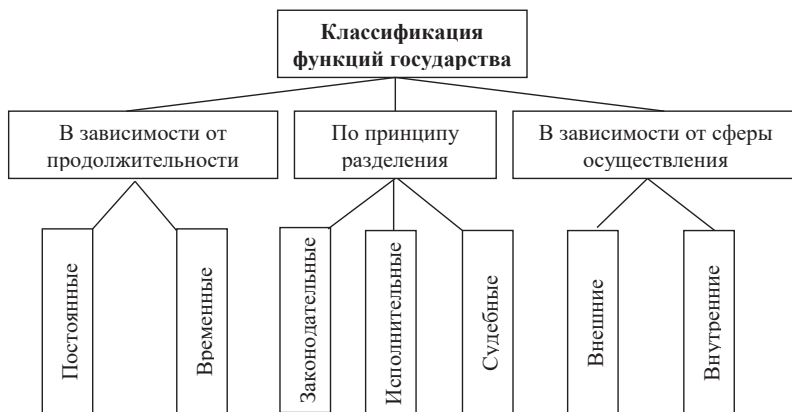 Классификация
функций государства
В зависимости от
продолжительности
По принципу
разделения
В зависимости от сферы
осуществления
Постоянные
Временные
Законодательные
Исполнительные
Судебные
Внешние
Внутренние